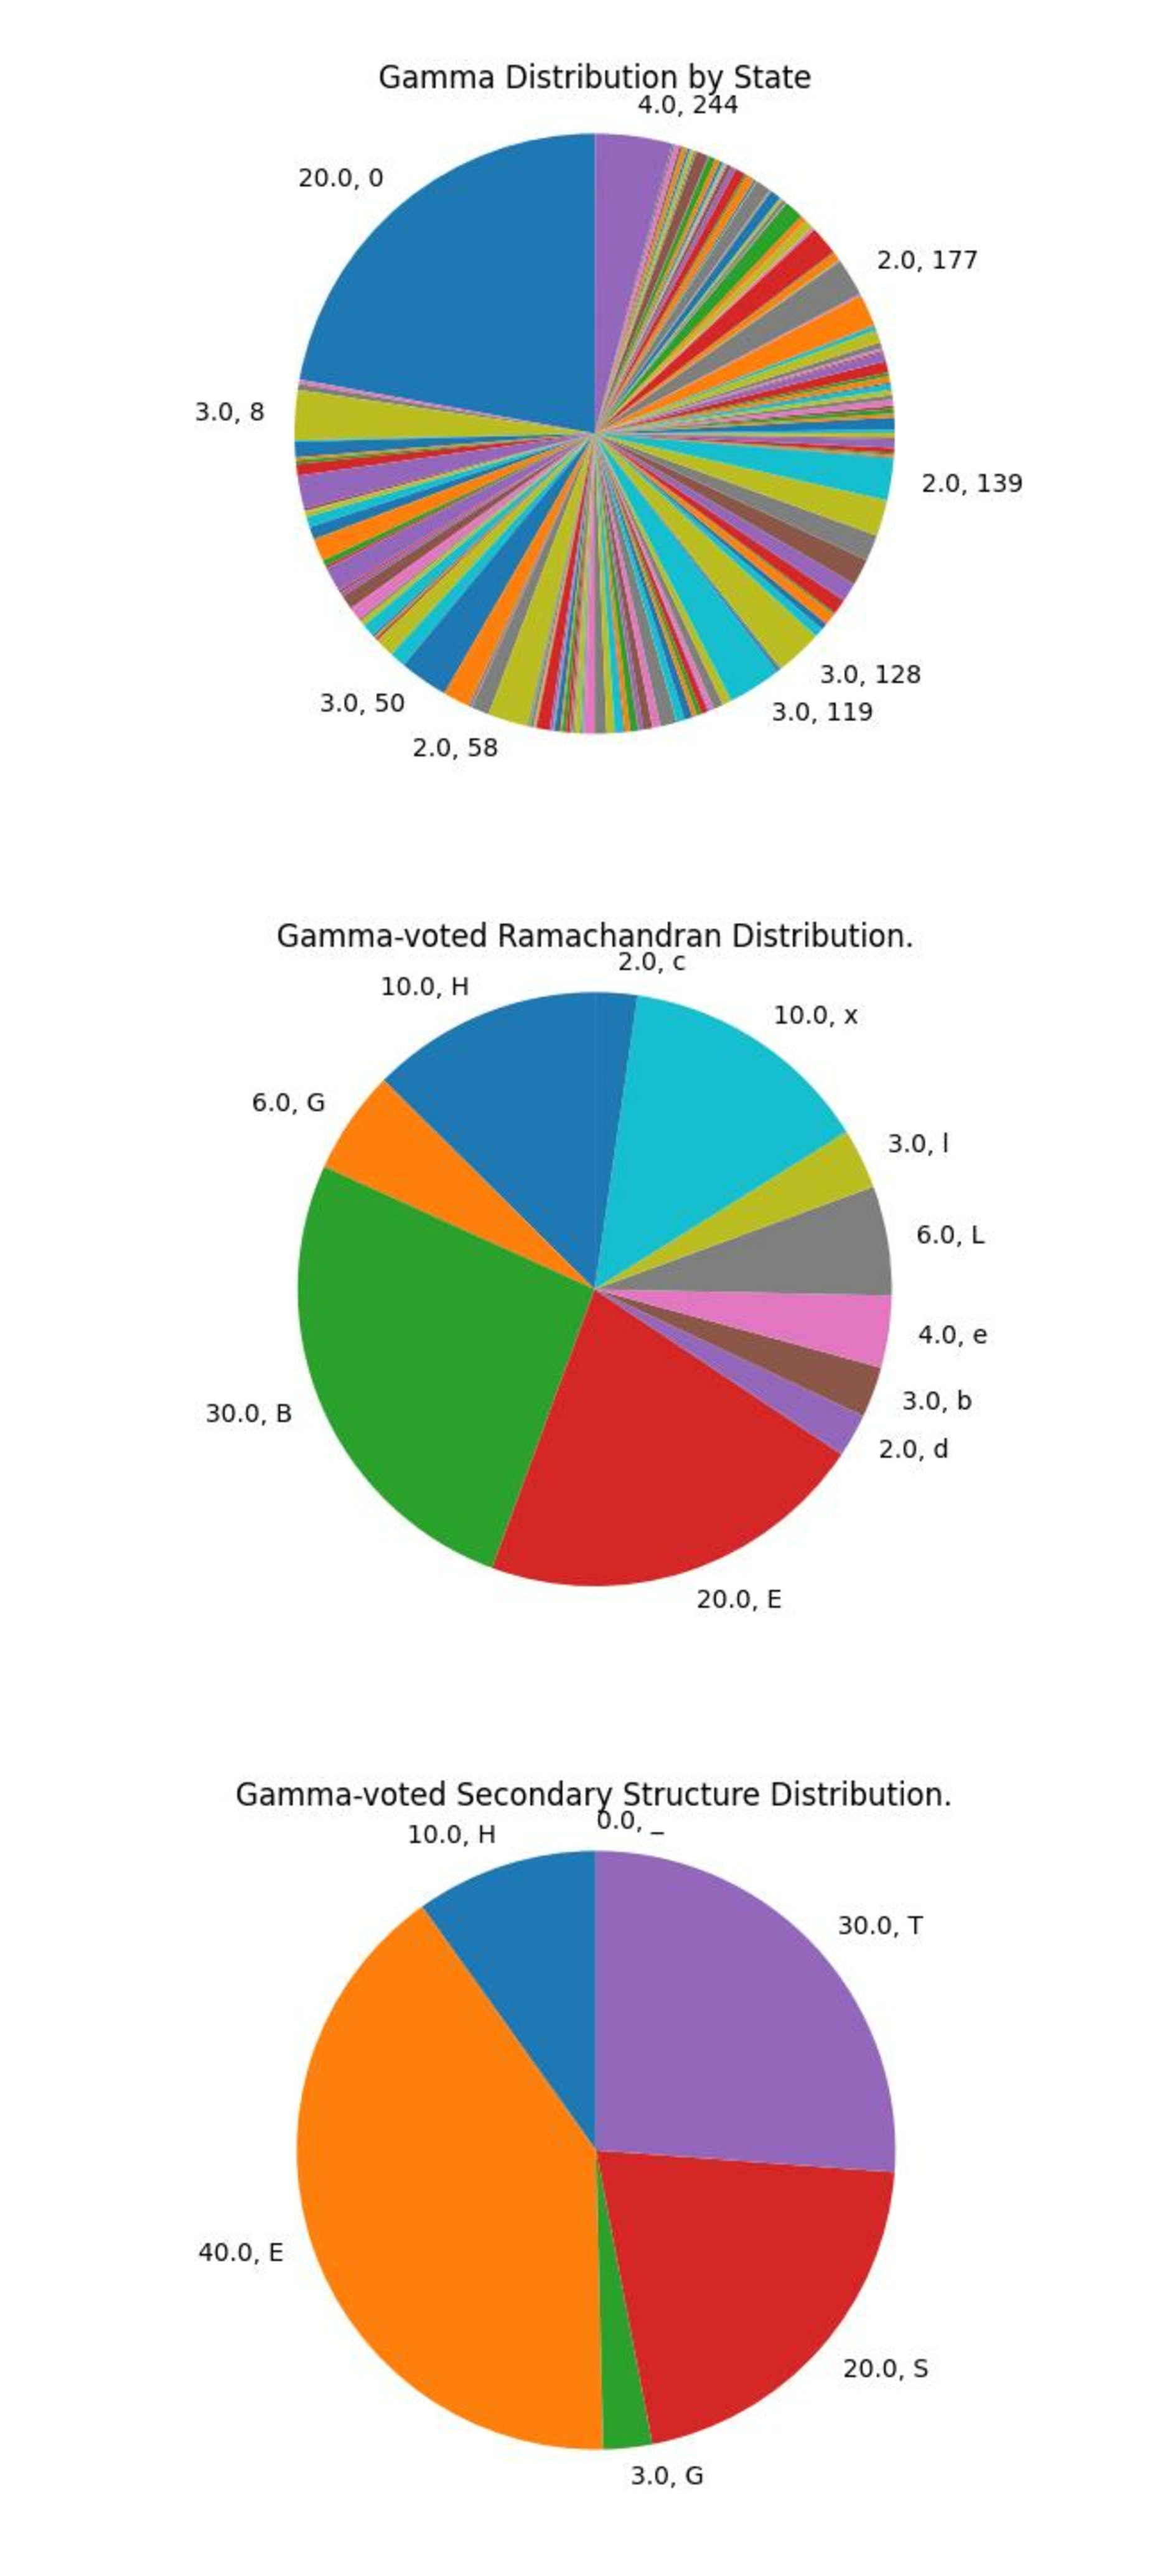 Gamma Distribution by State
4.0, 244
20.0, 0
2.0, 177
3.0, 8
2.0, 139
3.0, 128
3.0, 50
3.0, 119
2.0, 58
Gamma-voted Ramachandran Distribution.
2.0, c
10.0, H
10.0, x
6.0, G
3.0, l
6.0, L
4.0, e
3.0, b
30.0, B
2.0, d
20.0, E
Gamma-voted Secondary Structure Distribution.
0.0, _
10.0, H
30.0, T
40.0, E
20.0, S
3.0, G